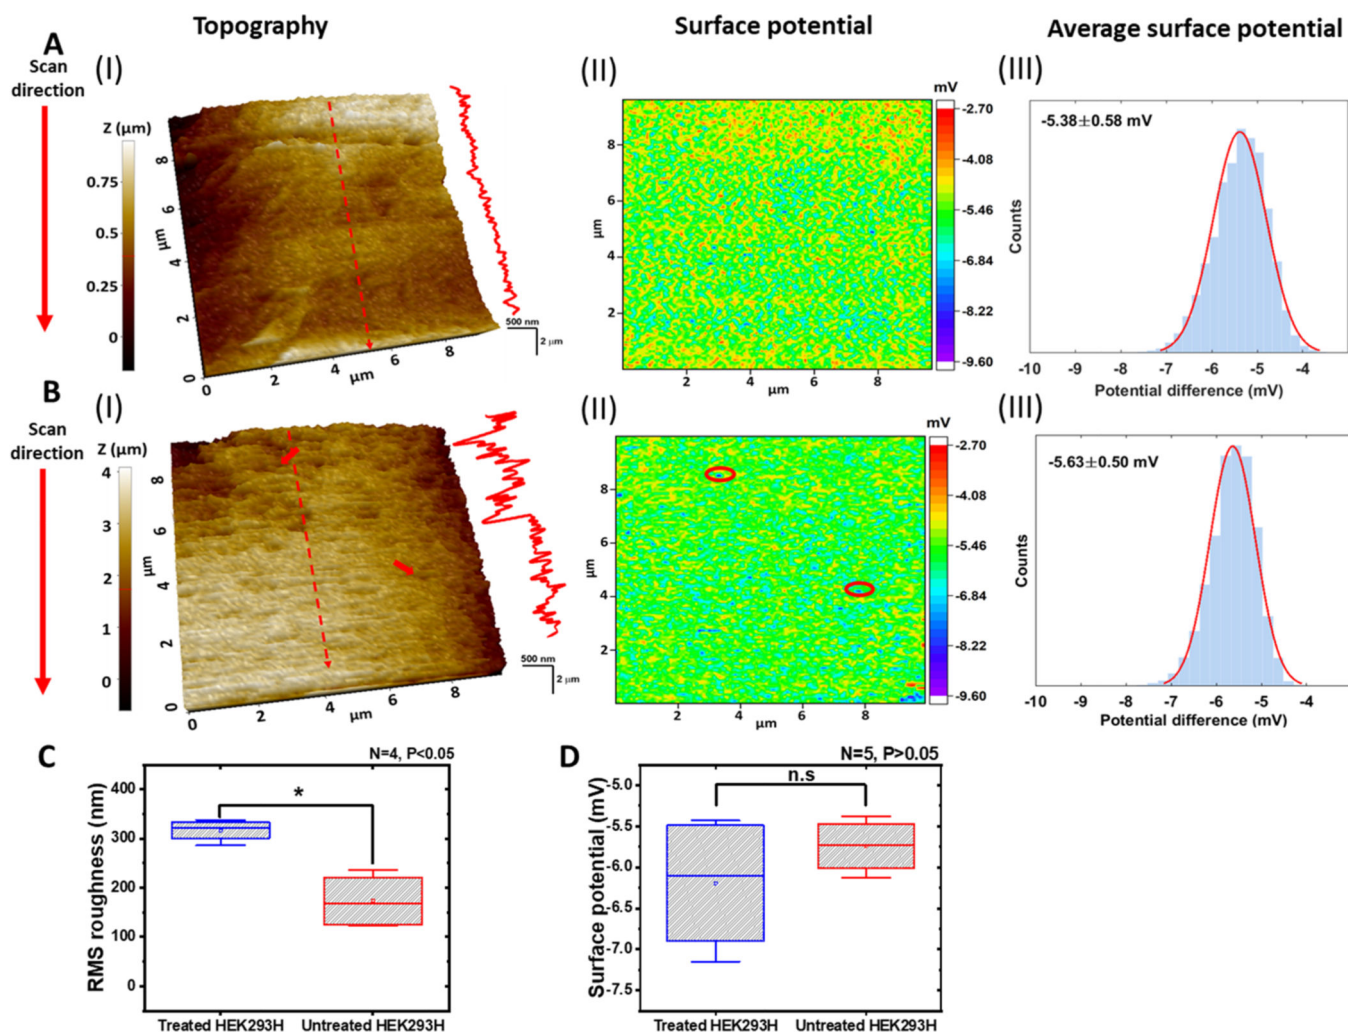 Topography
Surface potential
Average surface potential
A
Scan
direction
(I)
Z (μm)
0.75
0.5
0.25
0
8
6
4
2
0
μm
0
2
4
6
8
μm
500 nm
2 μm
(II)
μm
8
6
4
2
2
4
6
8
μm
mV
-2.70
-4.08
-5.46
-6.84
-8.22
-9.60
(III)
-5.38±0.58 mV
Counts
-10 -9 -8 -7 -6 -5 -4
Potential difference (mV)
B
Scan
direction
(I)
Z (μm)
4
3
2
1
0
8
6
4
2
0
μm
0
2
4
6
8
μm
500 nm
2 μm
(II)
μm
8
6
4
2
2
4
6
8
μm
mV
-2.70
-4.08
-5.46
-6.84
-8.22
-9.60
(III)
-5.63±0.50 mV
Counts
-10 -9 -8 -7 -6 -5 -4
Potential difference (mV)
C
N=4, P<0.05
*
RMS roughness (nm)
400
300
200
100
0
Treated HEK293H Untreated HEK293H
D
N=5, P>0.05
n.s
Surface potential (mV)
-5.0
-5.5
-6.0
-6.5
-7.0
-7.5
Treated HEK293H Untreated HEK293H